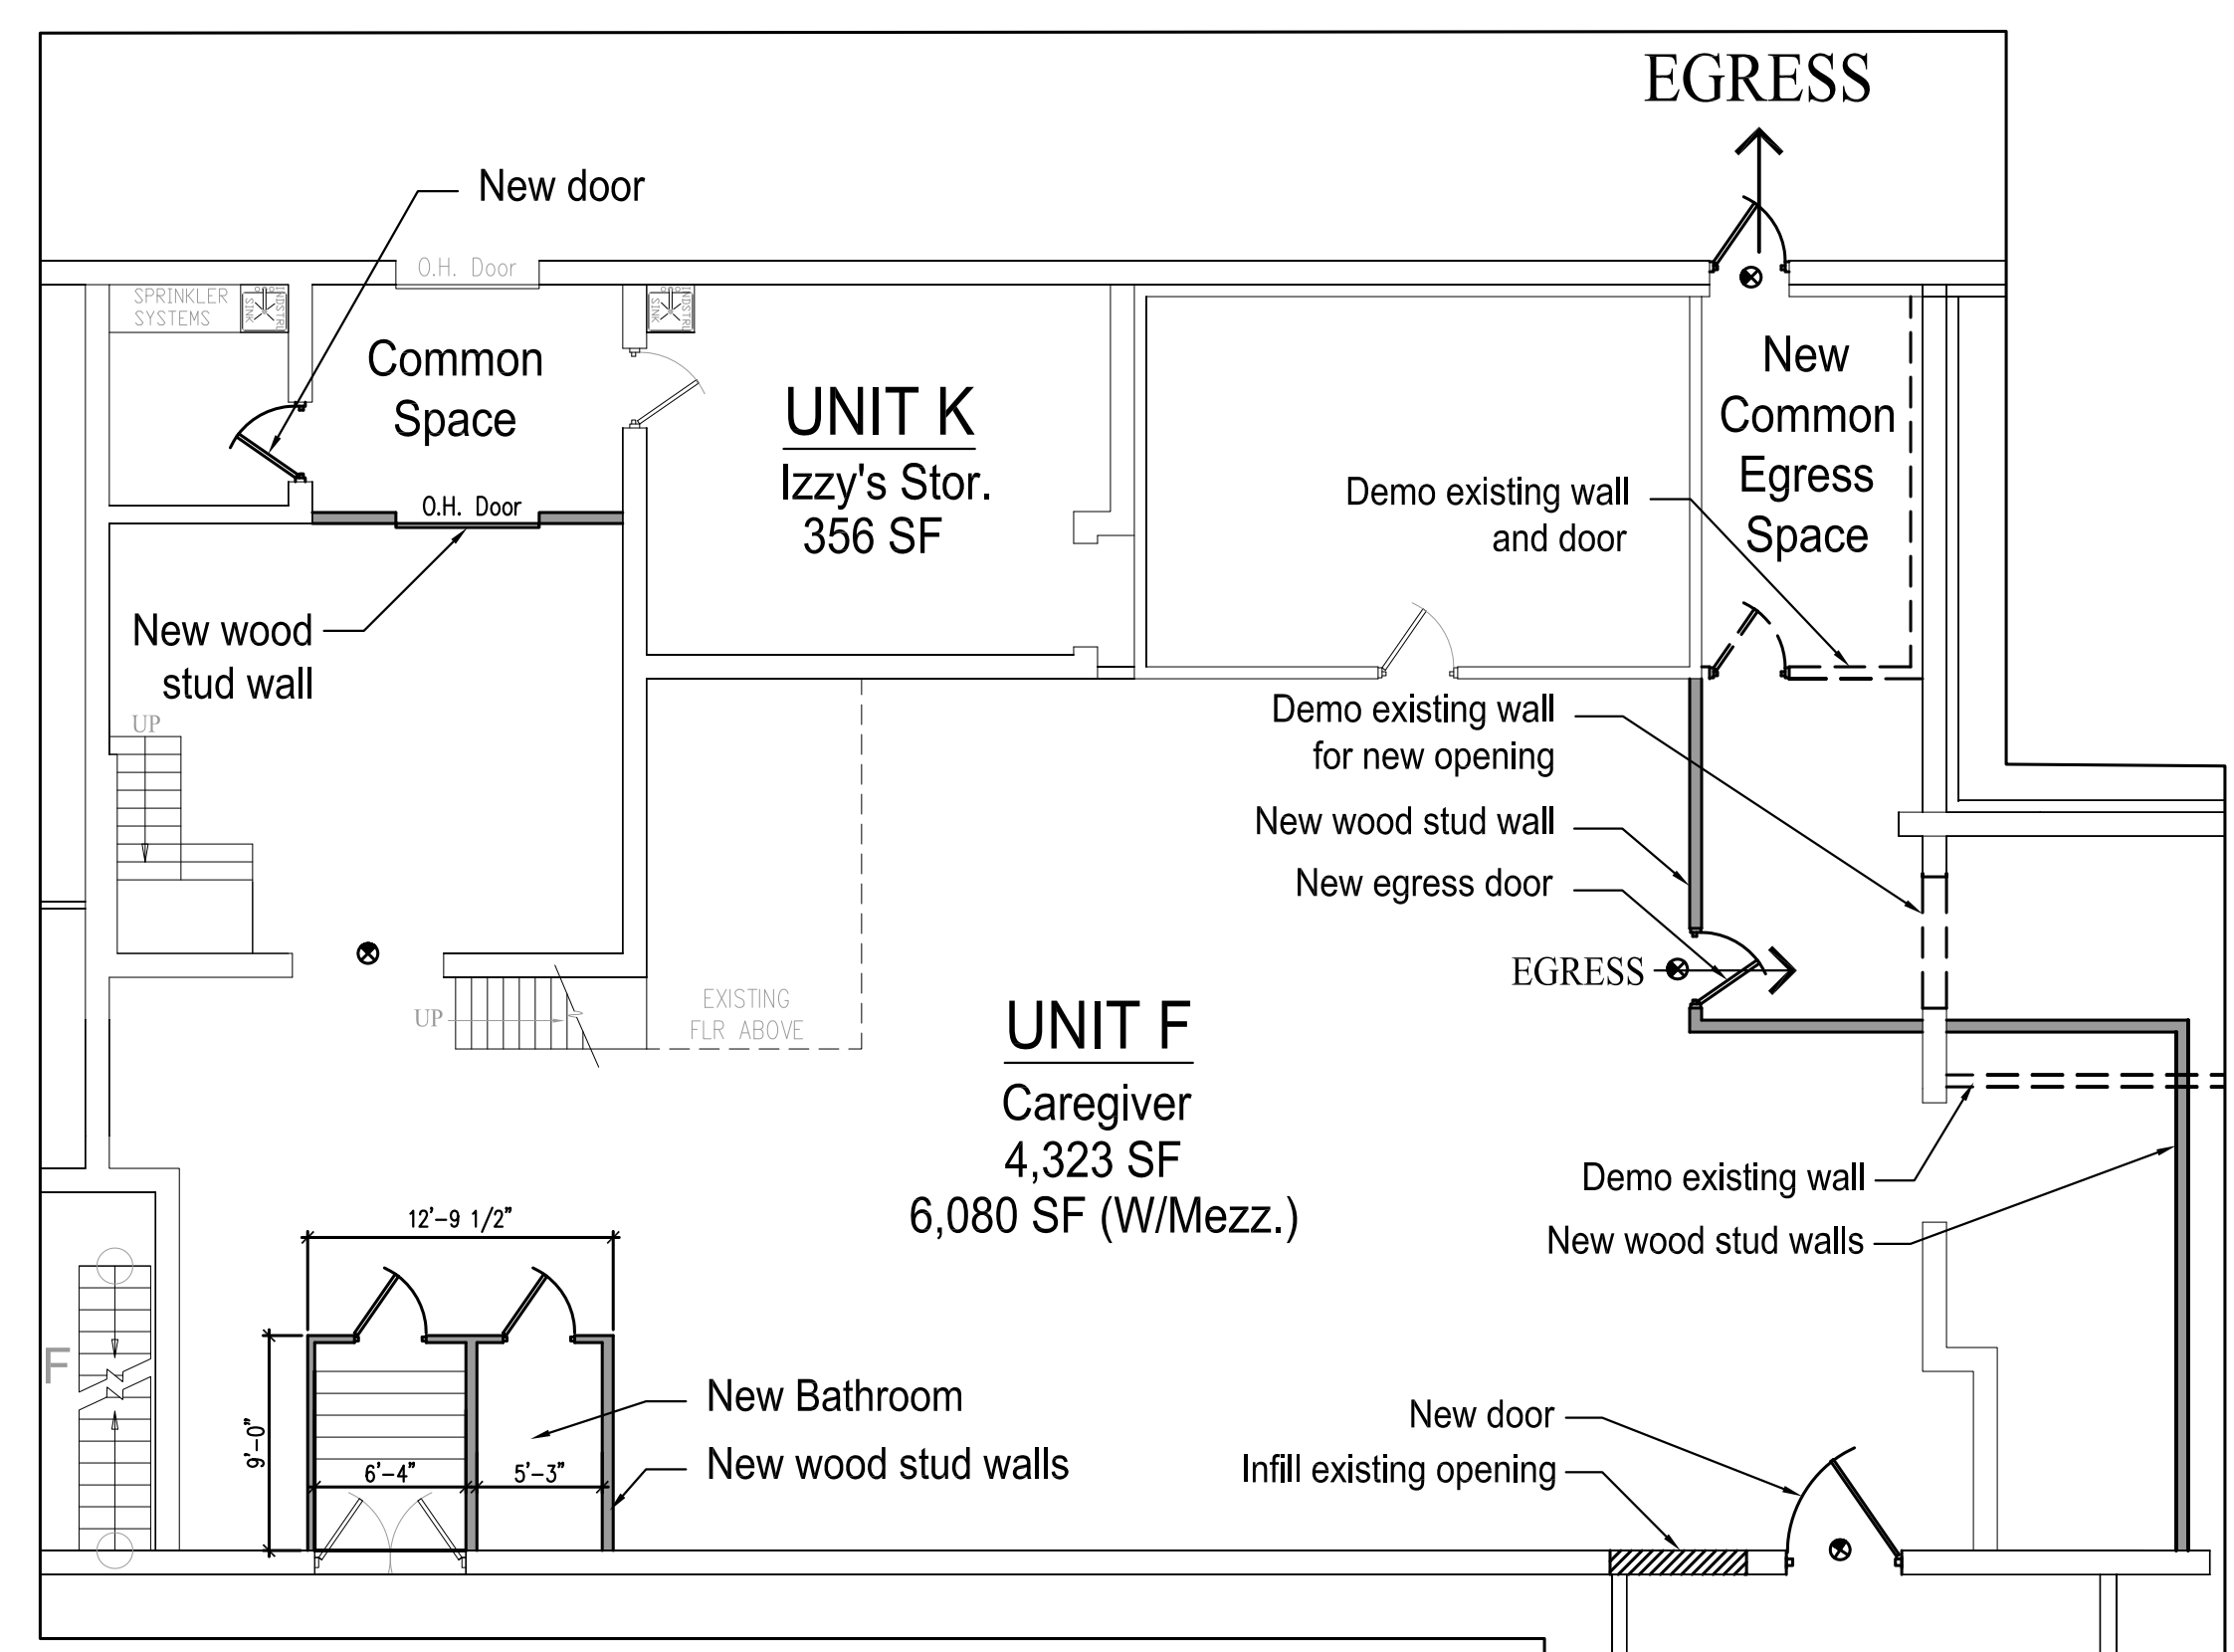 EGRESS
New door
O.H. Door
SPRINKLER
SYSTEMS
INDSTRL
SINK
INDSTRL
SINK
Common
Space
UNIT K
Izzy's Stor.
356 SF
New
Common
Egress
Space
Demo existing wall
and door
O.H. Door
New wood
stud wall
UP
Demo existing wall
for new opening
New wood stud wall
New egress door
EGRESS
UP
EXISTING
FLR ABOVE
UNIT F
Caregiver
4,323 SF
6,080 SF (W/Mezz.)
Demo existing wall
New wood stud walls
12'-9 1/2"
F
9'-0"
6'-4"
5'-3"
New Bathroom
New wood stud walls
New door
Infill existing opening